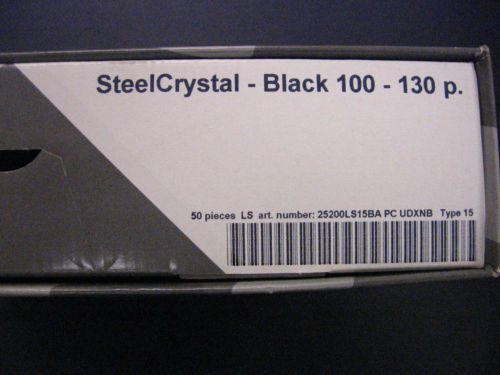 SteelCrystal - Black 100 - 130 p.
50 pieces LS art. number: 25200LS15BA PC UDXNB Type 15